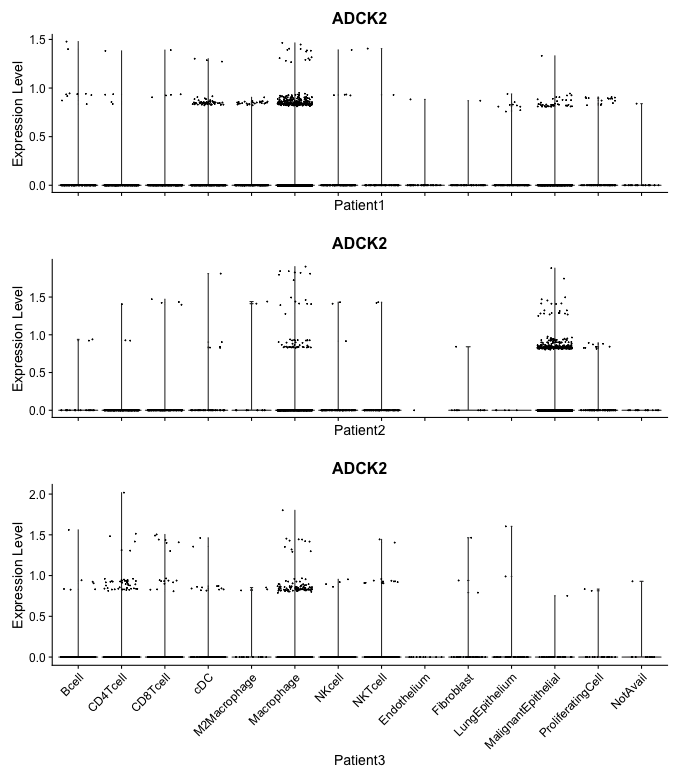 ADCK2
Expression Level
1.5
1.0
0.5
0.0
Patient1
ADCK2
Expression Level
1.5
1.0
0.5
0.0
Patient2
ADCK2
Expression Level
2.0
1.5
1.0
0.5
0.0
Bcell
CD4Tcell
CD8Tcell
cDC
M2Macrophage
Macrophage
NKcell
NKTcell
Endothelium
Fibroblast
LungEpithelium
MalignantEpithelial
ProliferatingCell
NotAvail
Patient3